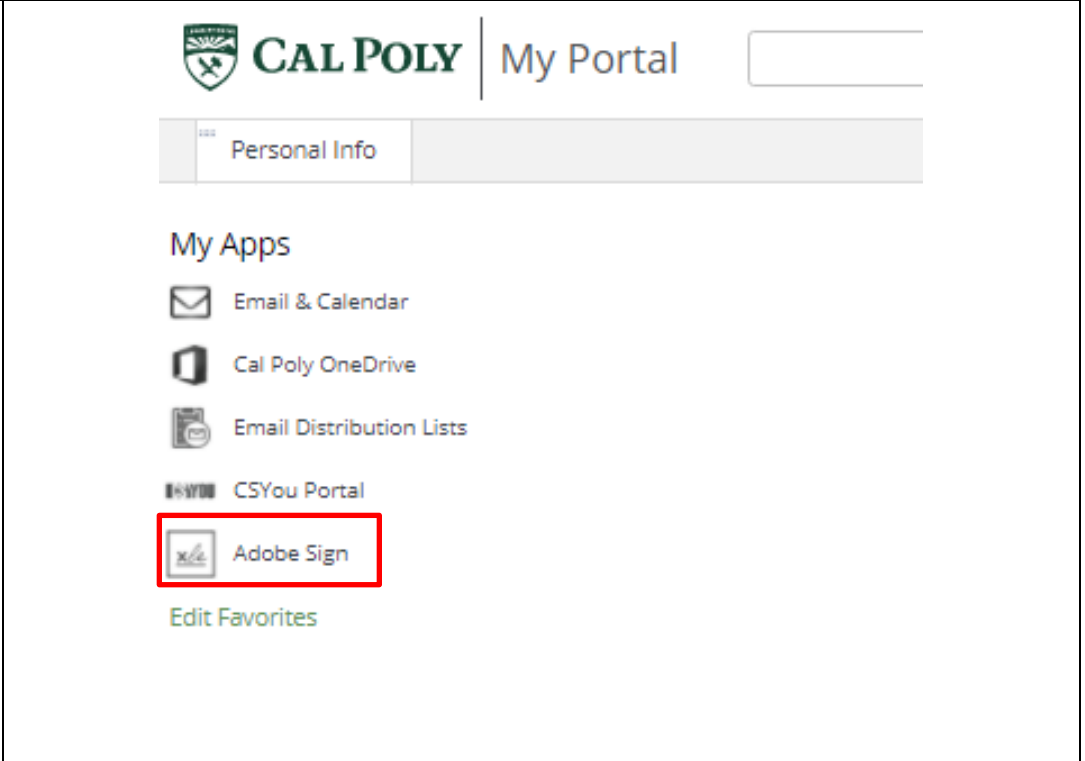 CAL POLY My Portal
Personal Info
My Apps
Email & Calendar
Cal Poly OneDrive
Email Distribution Lists
CSYou Portal
Adobe Sign
Edit Favorites